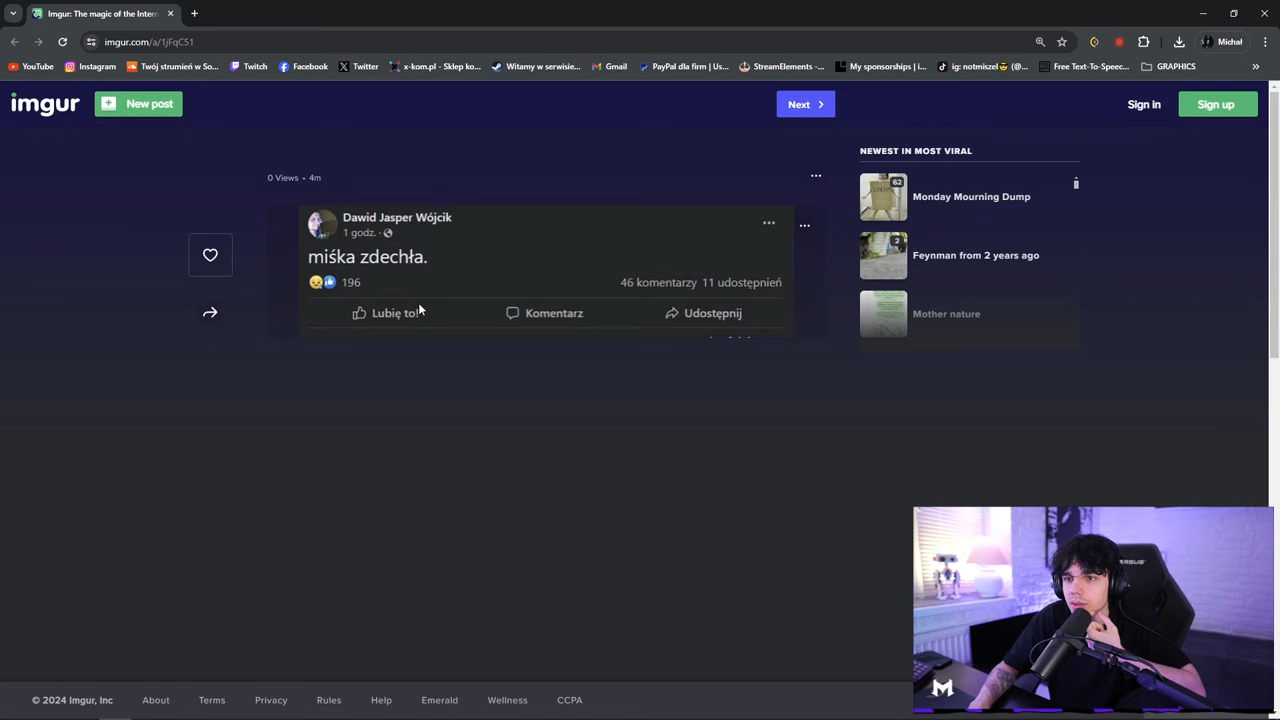 Imgur: The magic of the Intern
imgur.com/a/1jFqC51
Michał
YouTube
Instagram
Twój strumień w So...
Twitch
Facebook
Twitter
x-kom.pl - Sklep ko...
Witamy w serwisie...
Gmail
PayPal dla firm | Us...
StreamElements -...
My sponsorships | i...
ig: notmiszel😎 (@...
Free Text-To-Speec...
GRAPHICS
imgur
New post
Next
Sign in
Sign up
0 Views • 4m
Dawid Jasper Wójcik
1 godz. ·
miśka zdechła.
196
46 komentarzy 11 udostępnień
Lubię to!
Komentarz
Udostępnij
NEWEST IN MOST VIRAL
62
Monday Mourning Dump
2
Feynman from 2 years ago
Mother nature
M
© 2024 Imgur, Inc
About
Terms
Privacy
Rules
Help
Emerald
Wellness
CCPA